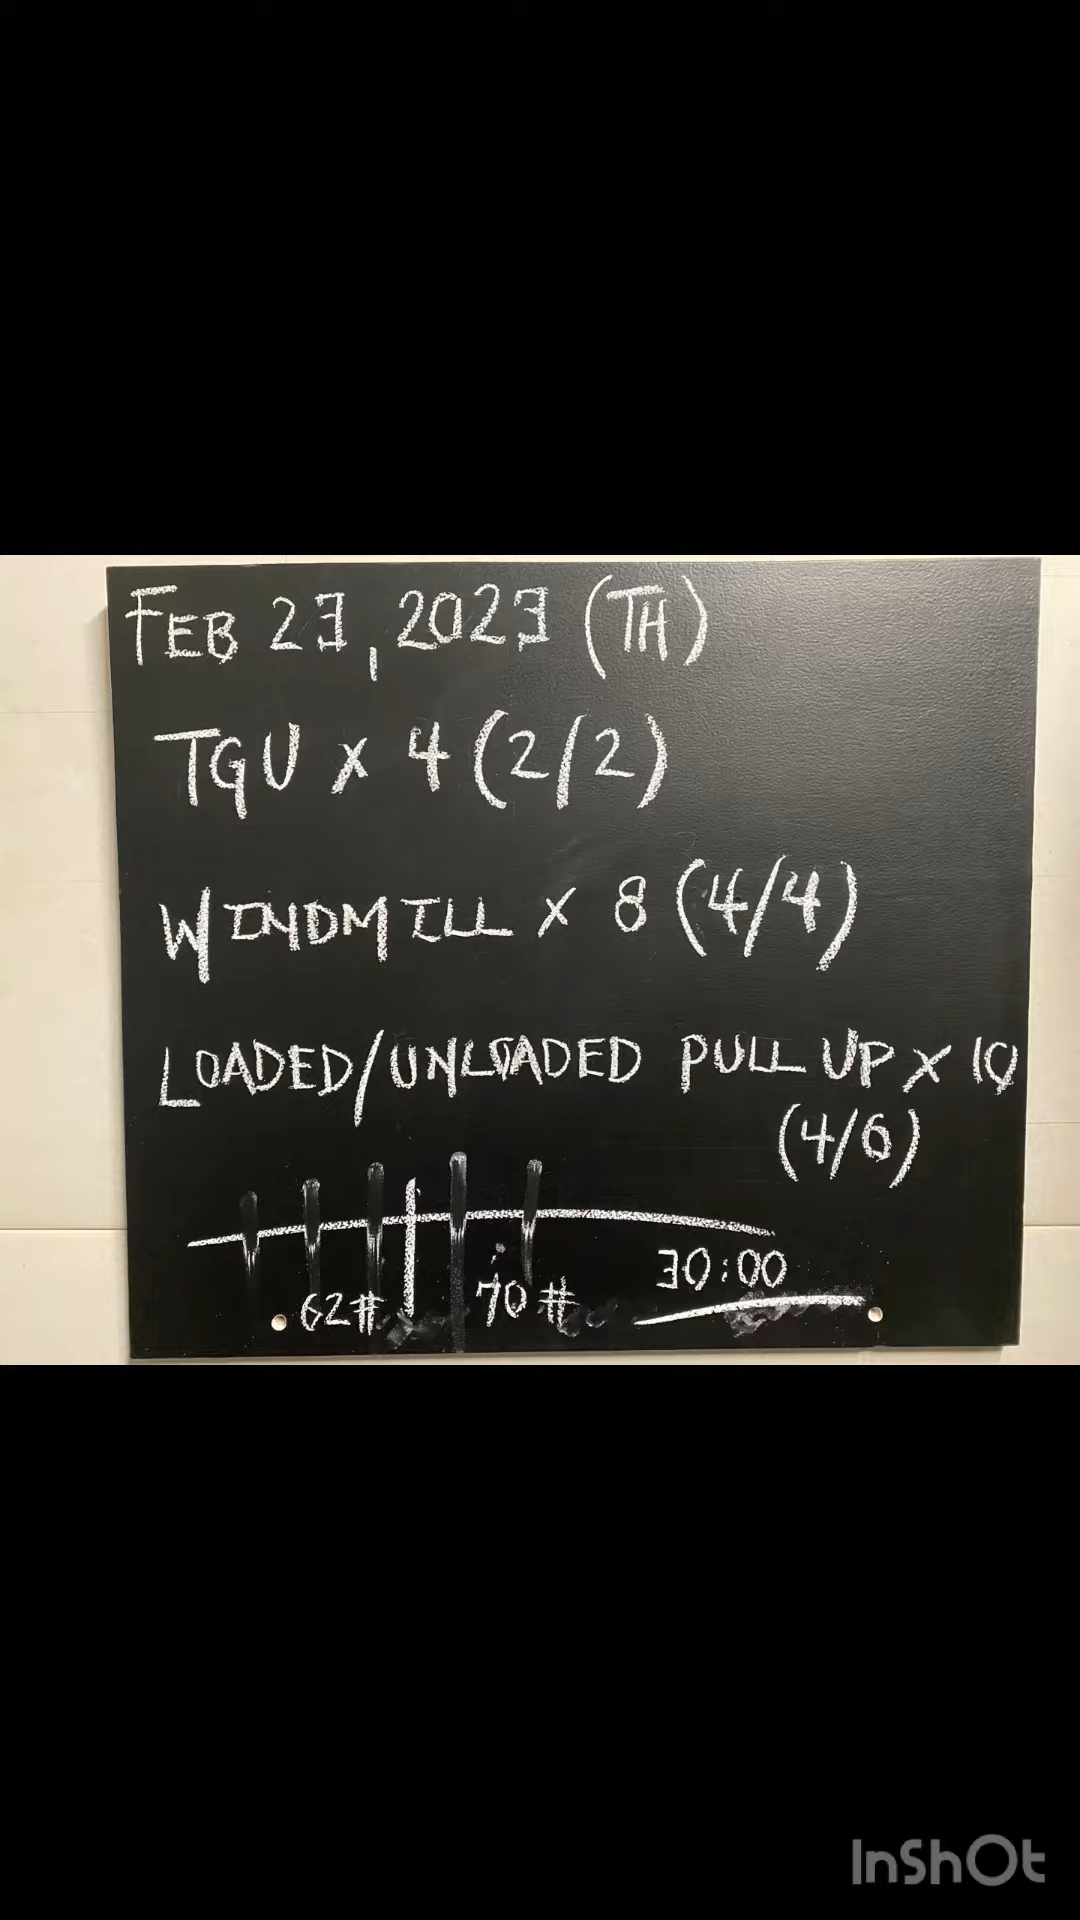 FEB 23, 2023 (TH)
TGU X 4 (2/2)
WINDMILL X 8 (4/4)
LOADED/UNLOADED PULL UP X 10
(4/6)
62# 70# 30:00
InShOt